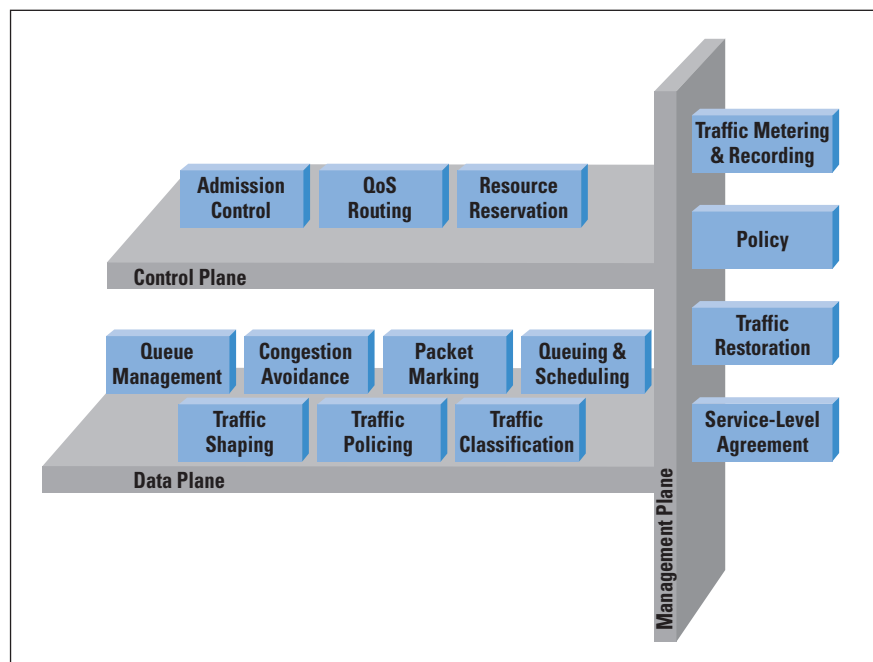 Admission
Control
QoS
Routing
Resource
Reservation
Control Plane
Queue
Management
Congestion
Avoidance
Packet
Marking
Queuing &
Scheduling
Traffic
Shaping
Traffic
Policing
Traffic
Classification
Data Plane
Management Plane
Traffic Metering
& Recording
Policy
Traffic
Restoration
Service-Level
Agreement